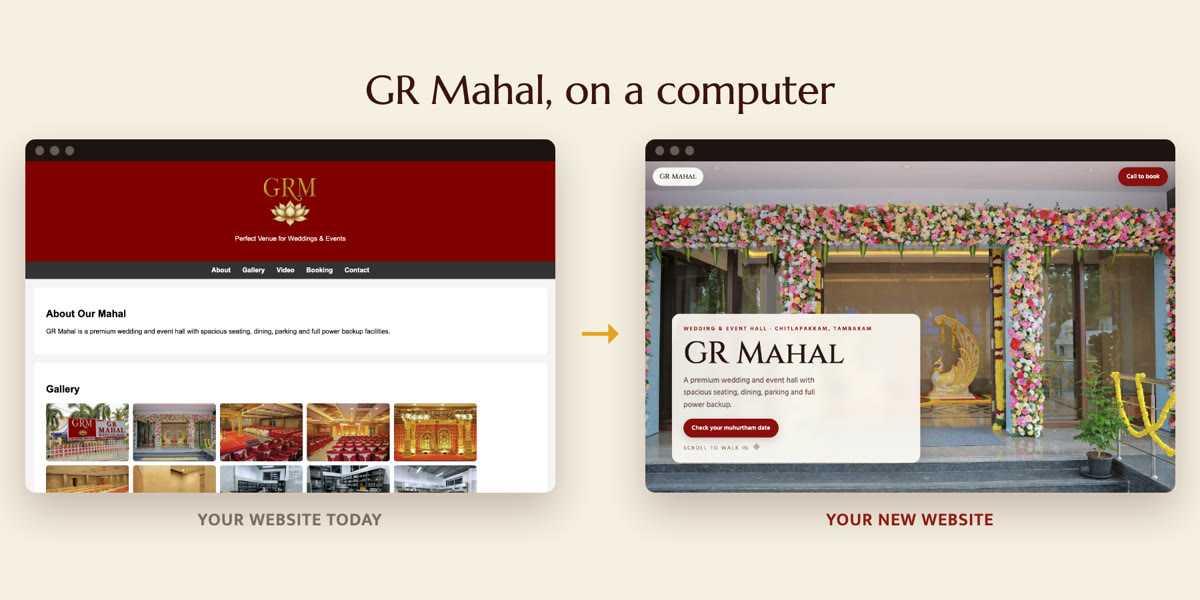 GR Mahal, on a computer
GRM
Perfect Venue for Weddings & Events
About Gallery Video Booking Contact
About Our Mahal
GR Mahal is a premium wedding and event hall with spacious seating, dining, parking and full power backup facilities.
Gallery
GRM
GR
MAHAL
YOUR WEBSITE TODAY
GR MAHAL
Call to book
WEDDING & EVENT HALL · CHITLAPAKKAM, TAMBARAM
GR MAHAL
A premium wedding and event hall with
spacious seating, dining, parking and full
power backup.
Check your muhurtham date
SCROLL TO WALK IN
YOUR NEW WEBSITE